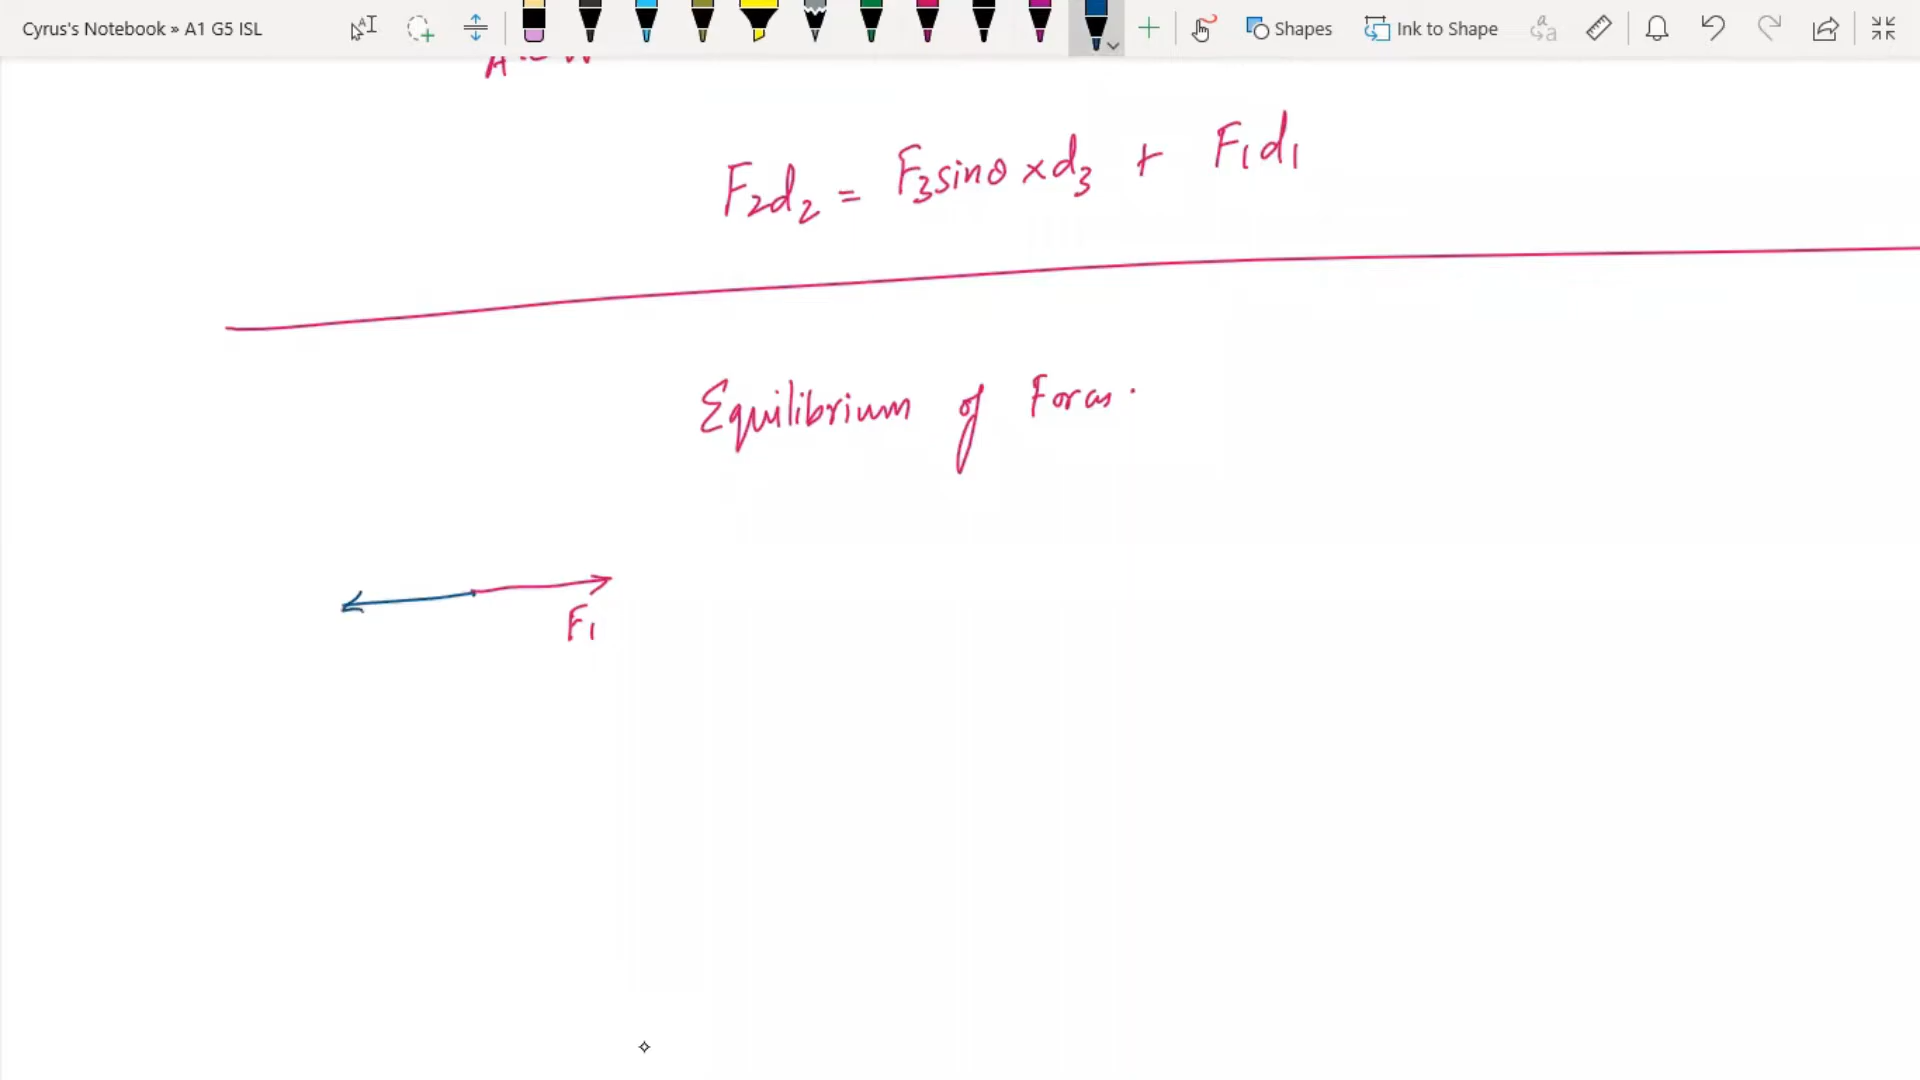 Cyrus's Notebook » A1 G5 ISL
Shapes
Ink to Shape
F₂d₂ = F₃sinθ × d₃ + F₁d₁
Equilibrium of Forces.
F₁